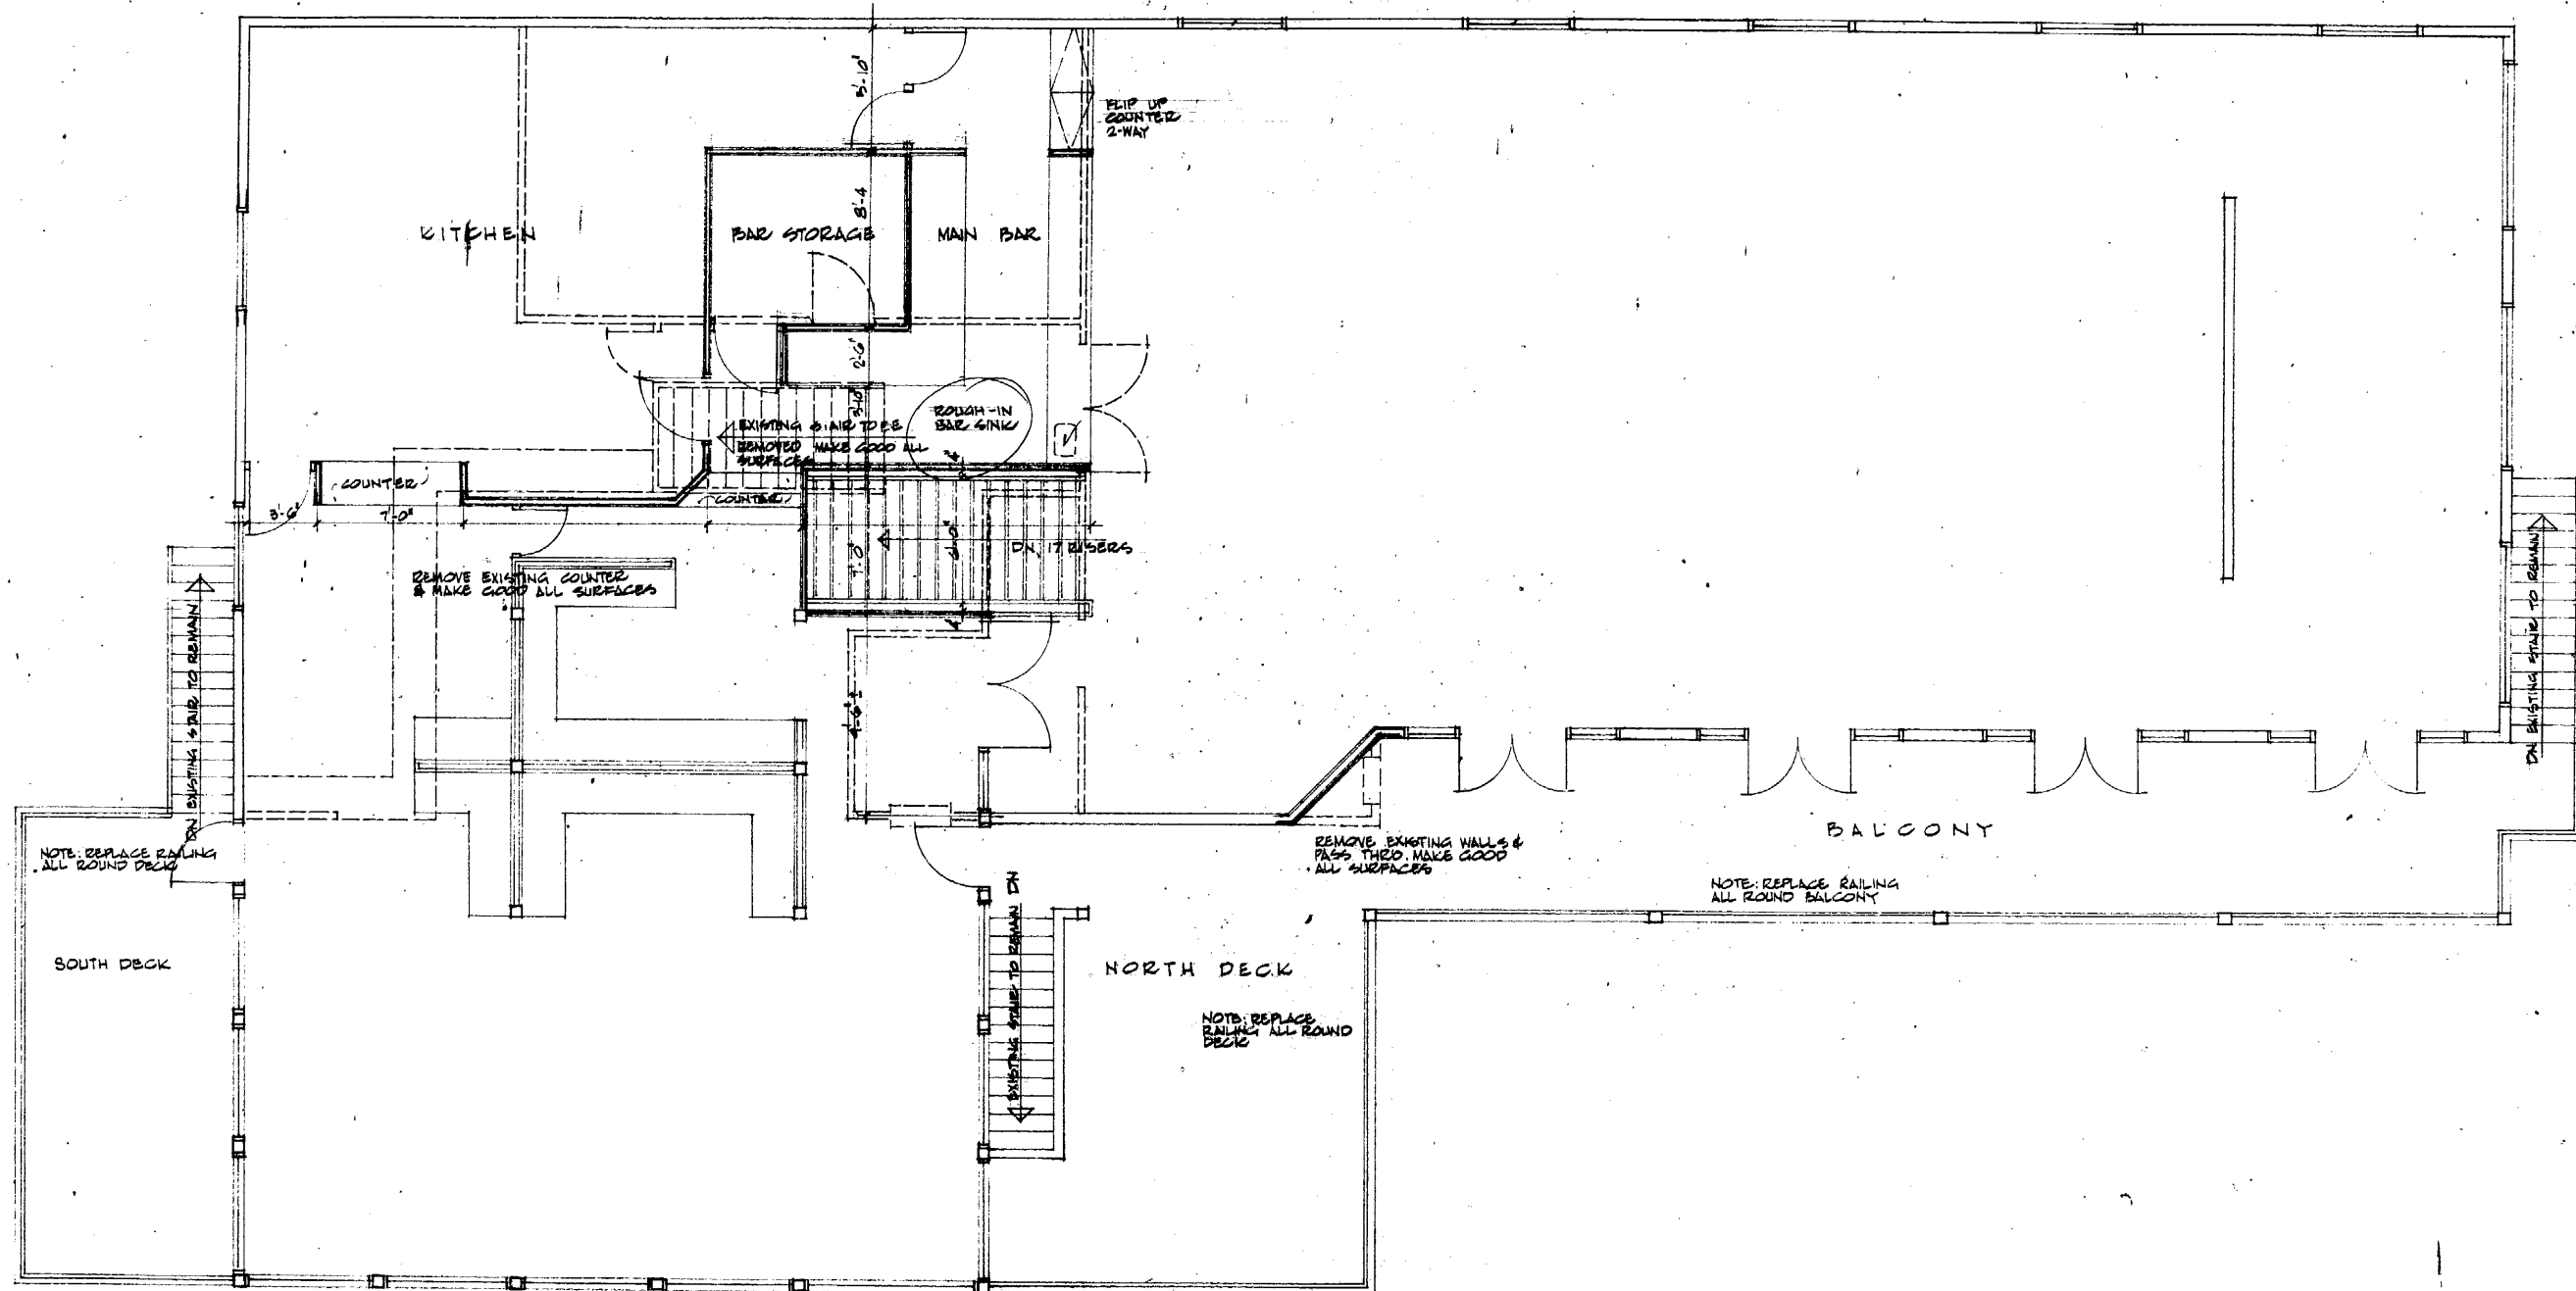 5'-10"
FLIP UP
COUNTER
2-WAY
8'-4
KITCHEN
BAR STORAGE
MAIN BAR
2'-6"
3'-10"
ROUGH-IN
BAR SINK
EXISTING STAIR TO BE
REMOVED MAKE GOOD ALL
SURFACES
COUNTER
COUNTER
3'-6"
7'-0"
7'-0"
6'-0"
DN. 17 RISERS
REMOVE EXISTING COUNTER
& MAKE GOOD ALL SURFACES
DN EXISTING STAIR TO REMAIN
DN EXISTING STAIR TO REMAIN
BALCONY
REMOVE EXISTING WALLS &
PASS THRO. MAKE GOOD
ALL SURFACES
NOTE: REPLACE RAILING
ALL ROUND DECK
NOTE: REPLACE RAILING
ALL ROUND BALCONY
EXISTING STAIR TO REMAIN DN
SOUTH DECK
NORTH DECK
NOTE: REPLACE
RAILING ALL ROUND
DECK